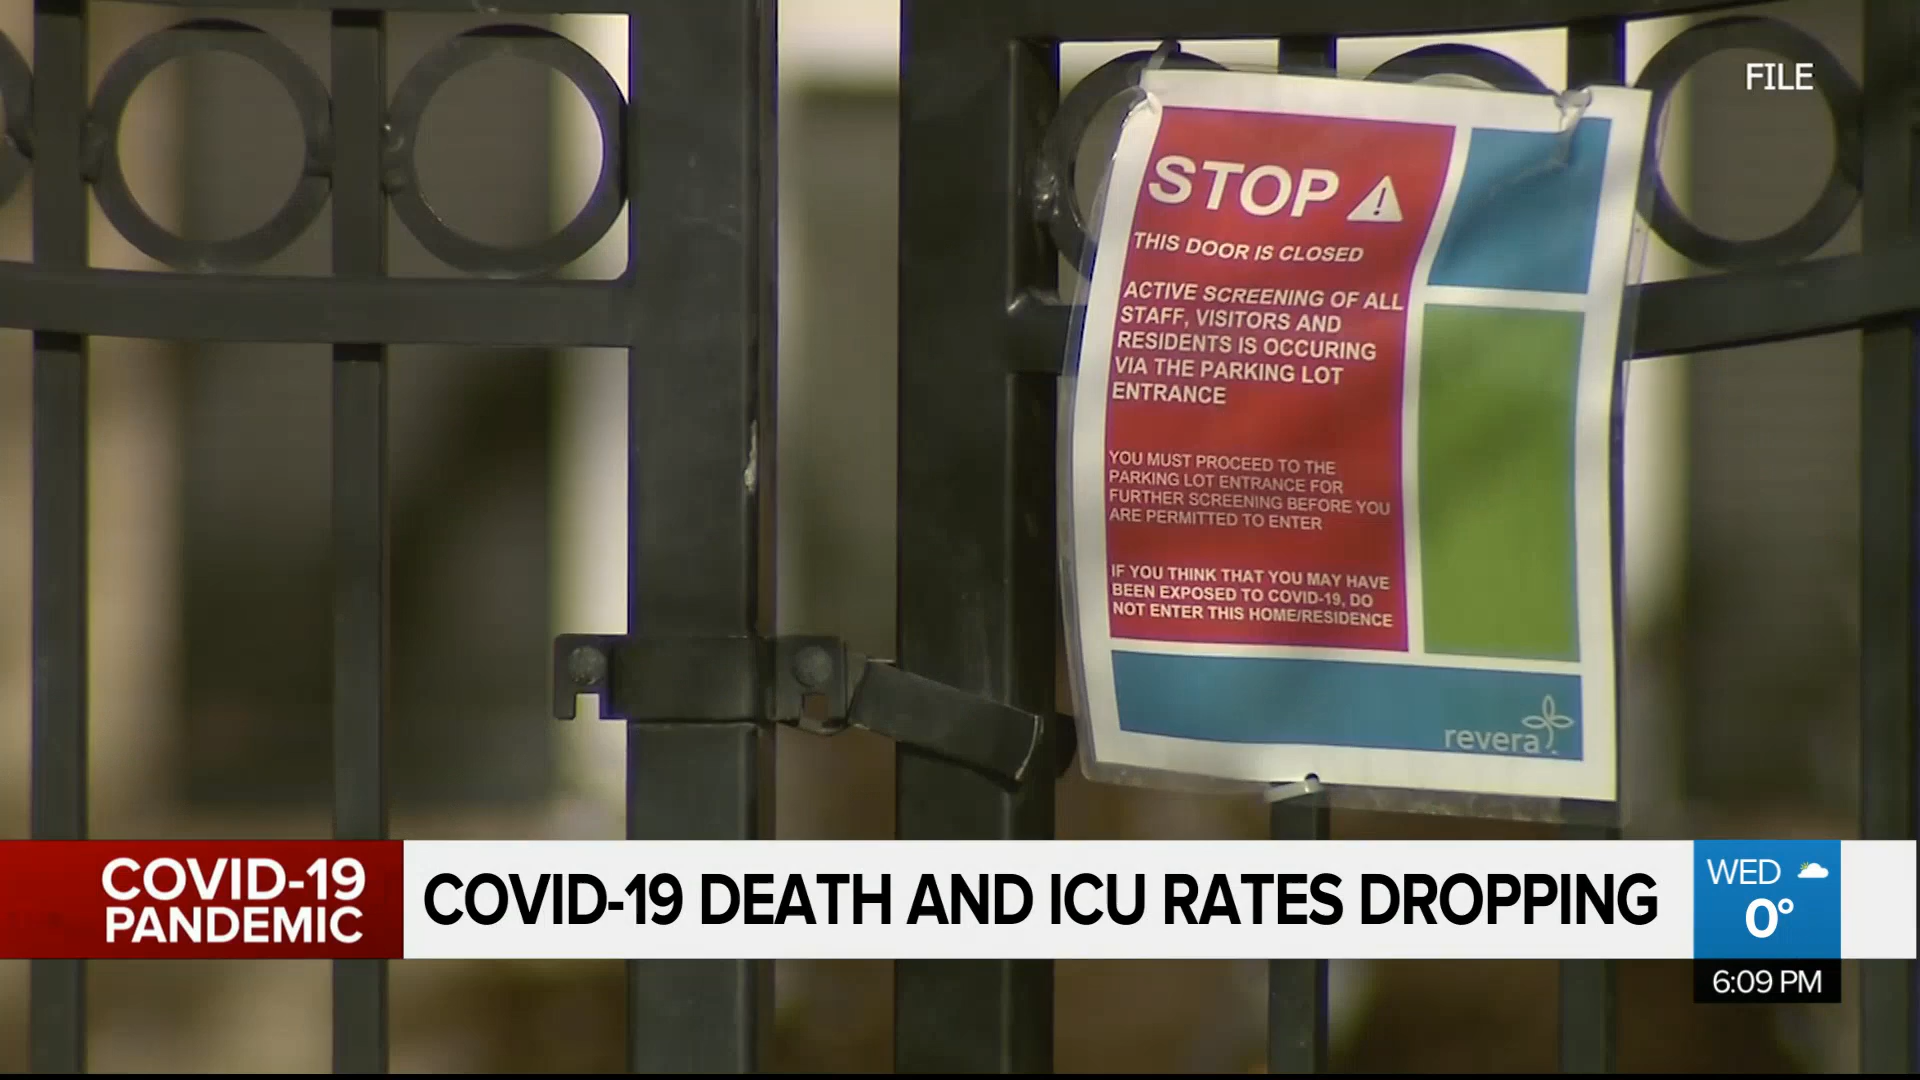 FILE
STOP
THIS DOOR IS CLOSED
ACTIVE SCREENING OF ALL
STAFF, VISITORS AND
RESIDENTS IS OCCURING
VIA THE PARKING LOT
ENTRANCE
YOU MUST PROCEED TO THE
PARKING LOT ENTRANCE FOR
FURTHER SCREENING BEFORE YOU
ARE PERMITTED TO ENTER
IF YOU THINK THAT YOU MAY HAVE
BEEN EXPOSED TO COVID-19, DO
NOT ENTER THIS HOME/RESIDENCE
revera
COVID-19
PANDEMIC
COVID-19 DEATH AND ICU RATES DROPPING
WED
0°
6:09 PM